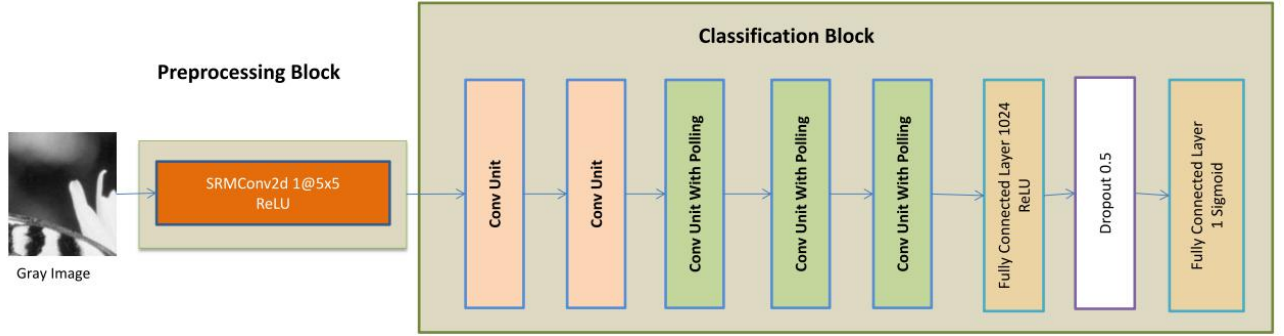 Classification Block
Preprocessing Block
Gray Image
SRMConv2d 1@5x5
ReLU
Conv Unit
Conv Unit
Conv Unit With Polling
Conv Unit With Polling
Conv Unit With Polling
Fully Connected Layer 1024
ReLU
Dropout 0.5
Fully Connected Layer
1 Sigmoid